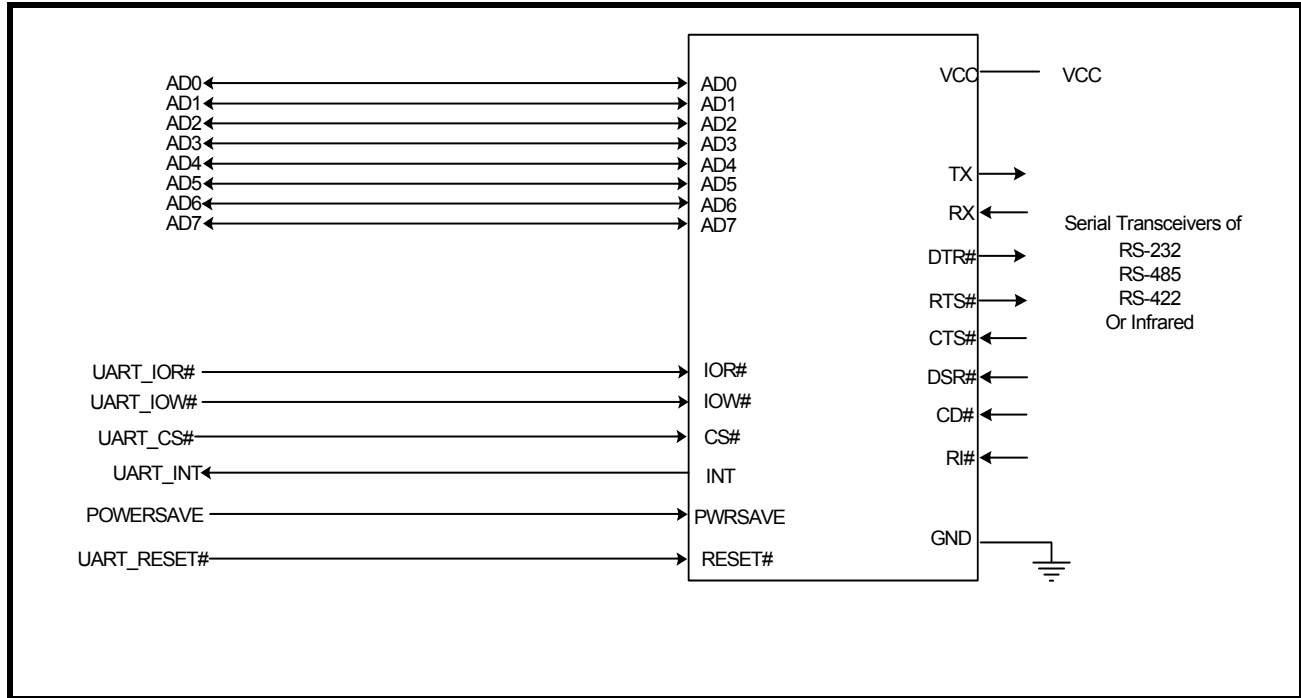 AD0
AD1
AD2
AD3
AD4
AD5
AD6
AD7
UART_IOR#
UART_IOW#
UART_CS#
UART_INT
POWERSAVE
UART_RESET#
AD0
AD1
AD2
AD3
AD4
AD5
AD6
AD7
IOR#
IOW#
CS#
INT
PWRSAVE
RESET#
VCC
TX
RX
DTR#
RTS#
CTS#
DSR#
CD#
RI#
GND
VCC
Serial Transceivers of
RS-232
RS-485
RS-422
Or Infrared